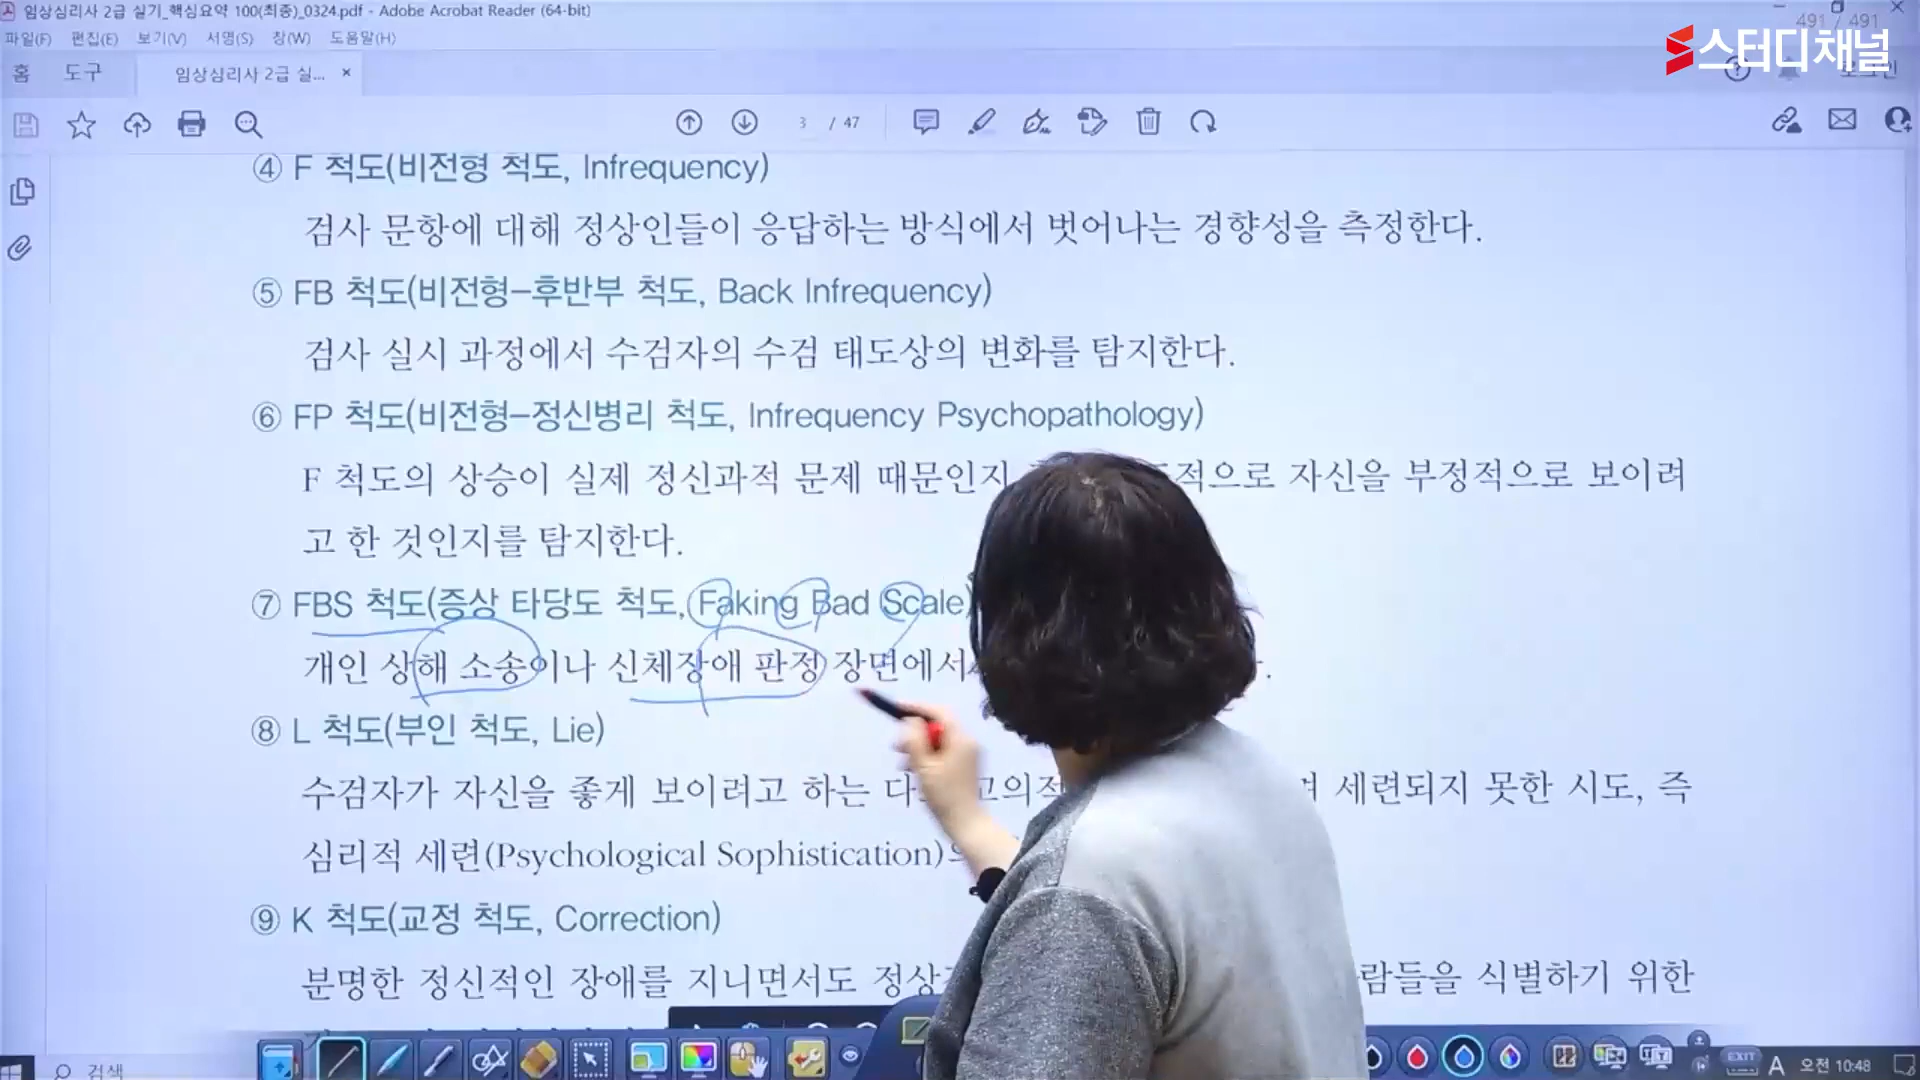 임상심리사 2급 실기_핵심요약 100(최종)_0324.pdf - Adobe Acrobat Reader (64-bit)
491 / 491
파일(F) 편집(E) 보기(V) 서명(S) 창(W) 도움말(H)
스터디채널
홈 도구 임상심리사 2급 실... ×
3 / 47
④ F 척도(비전형 척도, Infrequency)
검사 문항에 대해 정상인들이 응답하는 방식에서 벗어나는 경향성을 측정한다.
⑤ FB 척도(비전형-후반부 척도, Back Infrequency)
검사 실시 과정에서 수검자의 수검 태도상의 변화를 탐지한다.
⑥ FP 척도(비전형-정신병리 척도, Infrequency Psychopathology)
F 척도의 상승이 실제 정신과적 문제 때문인지 자신을 부정적으로 보이려
고 한 것인지를 탐지한다.
⑦ FBS 척도(증상 타당도 척도, Faking Bad Scale)
개인 상해 소송이나 신체장애 판정 장면에서
⑧ L 척도(부인 척도, Lie)
수검자가 자신을 좋게 보이려고 하는 세련되지 못한 시도, 즉
심리적 세련(Psychological Sophistication)
⑨ K 척도(교정 척도, Correction)
분명한 정신적인 장애를 지니면서도 식별하기 위한
검색
EXIT
A 오전 10:48